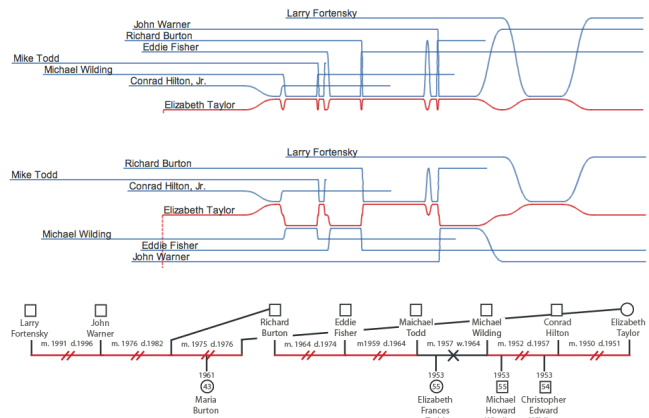 Larry Fortensky
John Warner
Richard Burton
Eddie Fisher
Mike Todd
Michael Wilding
Conrad Hilton, Jr.
Elizabeth Taylor
Larry Fortensky
Richard Burton
Mike Todd
Conrad Hilton, Jr.
Elizabeth Taylor
Michael Wilding
Eddie Fisher
John Warner
Larry
Fortensky
John
Warner
Richard
Burton
Eddie
Fisher
Maichael
Todd
Michael
Wilding
Conrad
Hilton
Elizabeth
Taylor
m. 1991 d.1996
m. 1976 d.1982
m. 1975 d.1976
m. 1964 d.1974
m1959 d.1964
m. 1957 w.1964
m. 1952 d.1957
m. 1950 d.1951
1961
43
Maria
Burton
1953
55
Elizabeth
Frances
1953
55
Michael
Howard
1953
54
Christopher
Edward